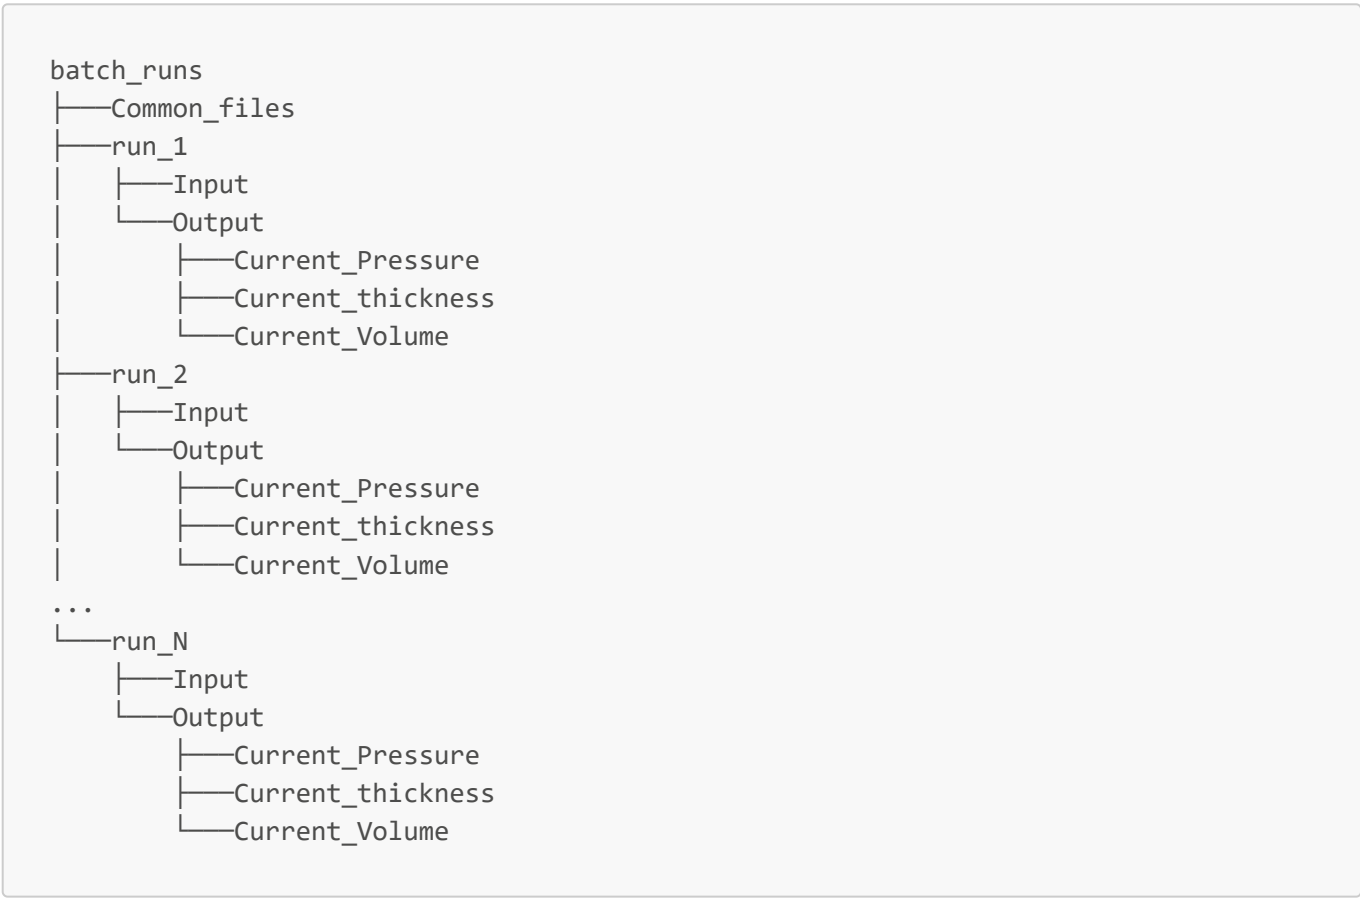 batch_runs
├───Common_files
├───run_1
│   ├───Input
│   └───Output
│       ├───Current_Pressure
│       ├───Current_thickness
│       └───Current_Volume
├───run_2
│   ├───Input
│   └───Output
│       ├───Current_Pressure
│       ├───Current_thickness
│       └───Current_Volume
...
└───run_N
    ├───Input
    └───Output
        ├───Current_Pressure
        ├───Current_thickness
        └───Current_Volume